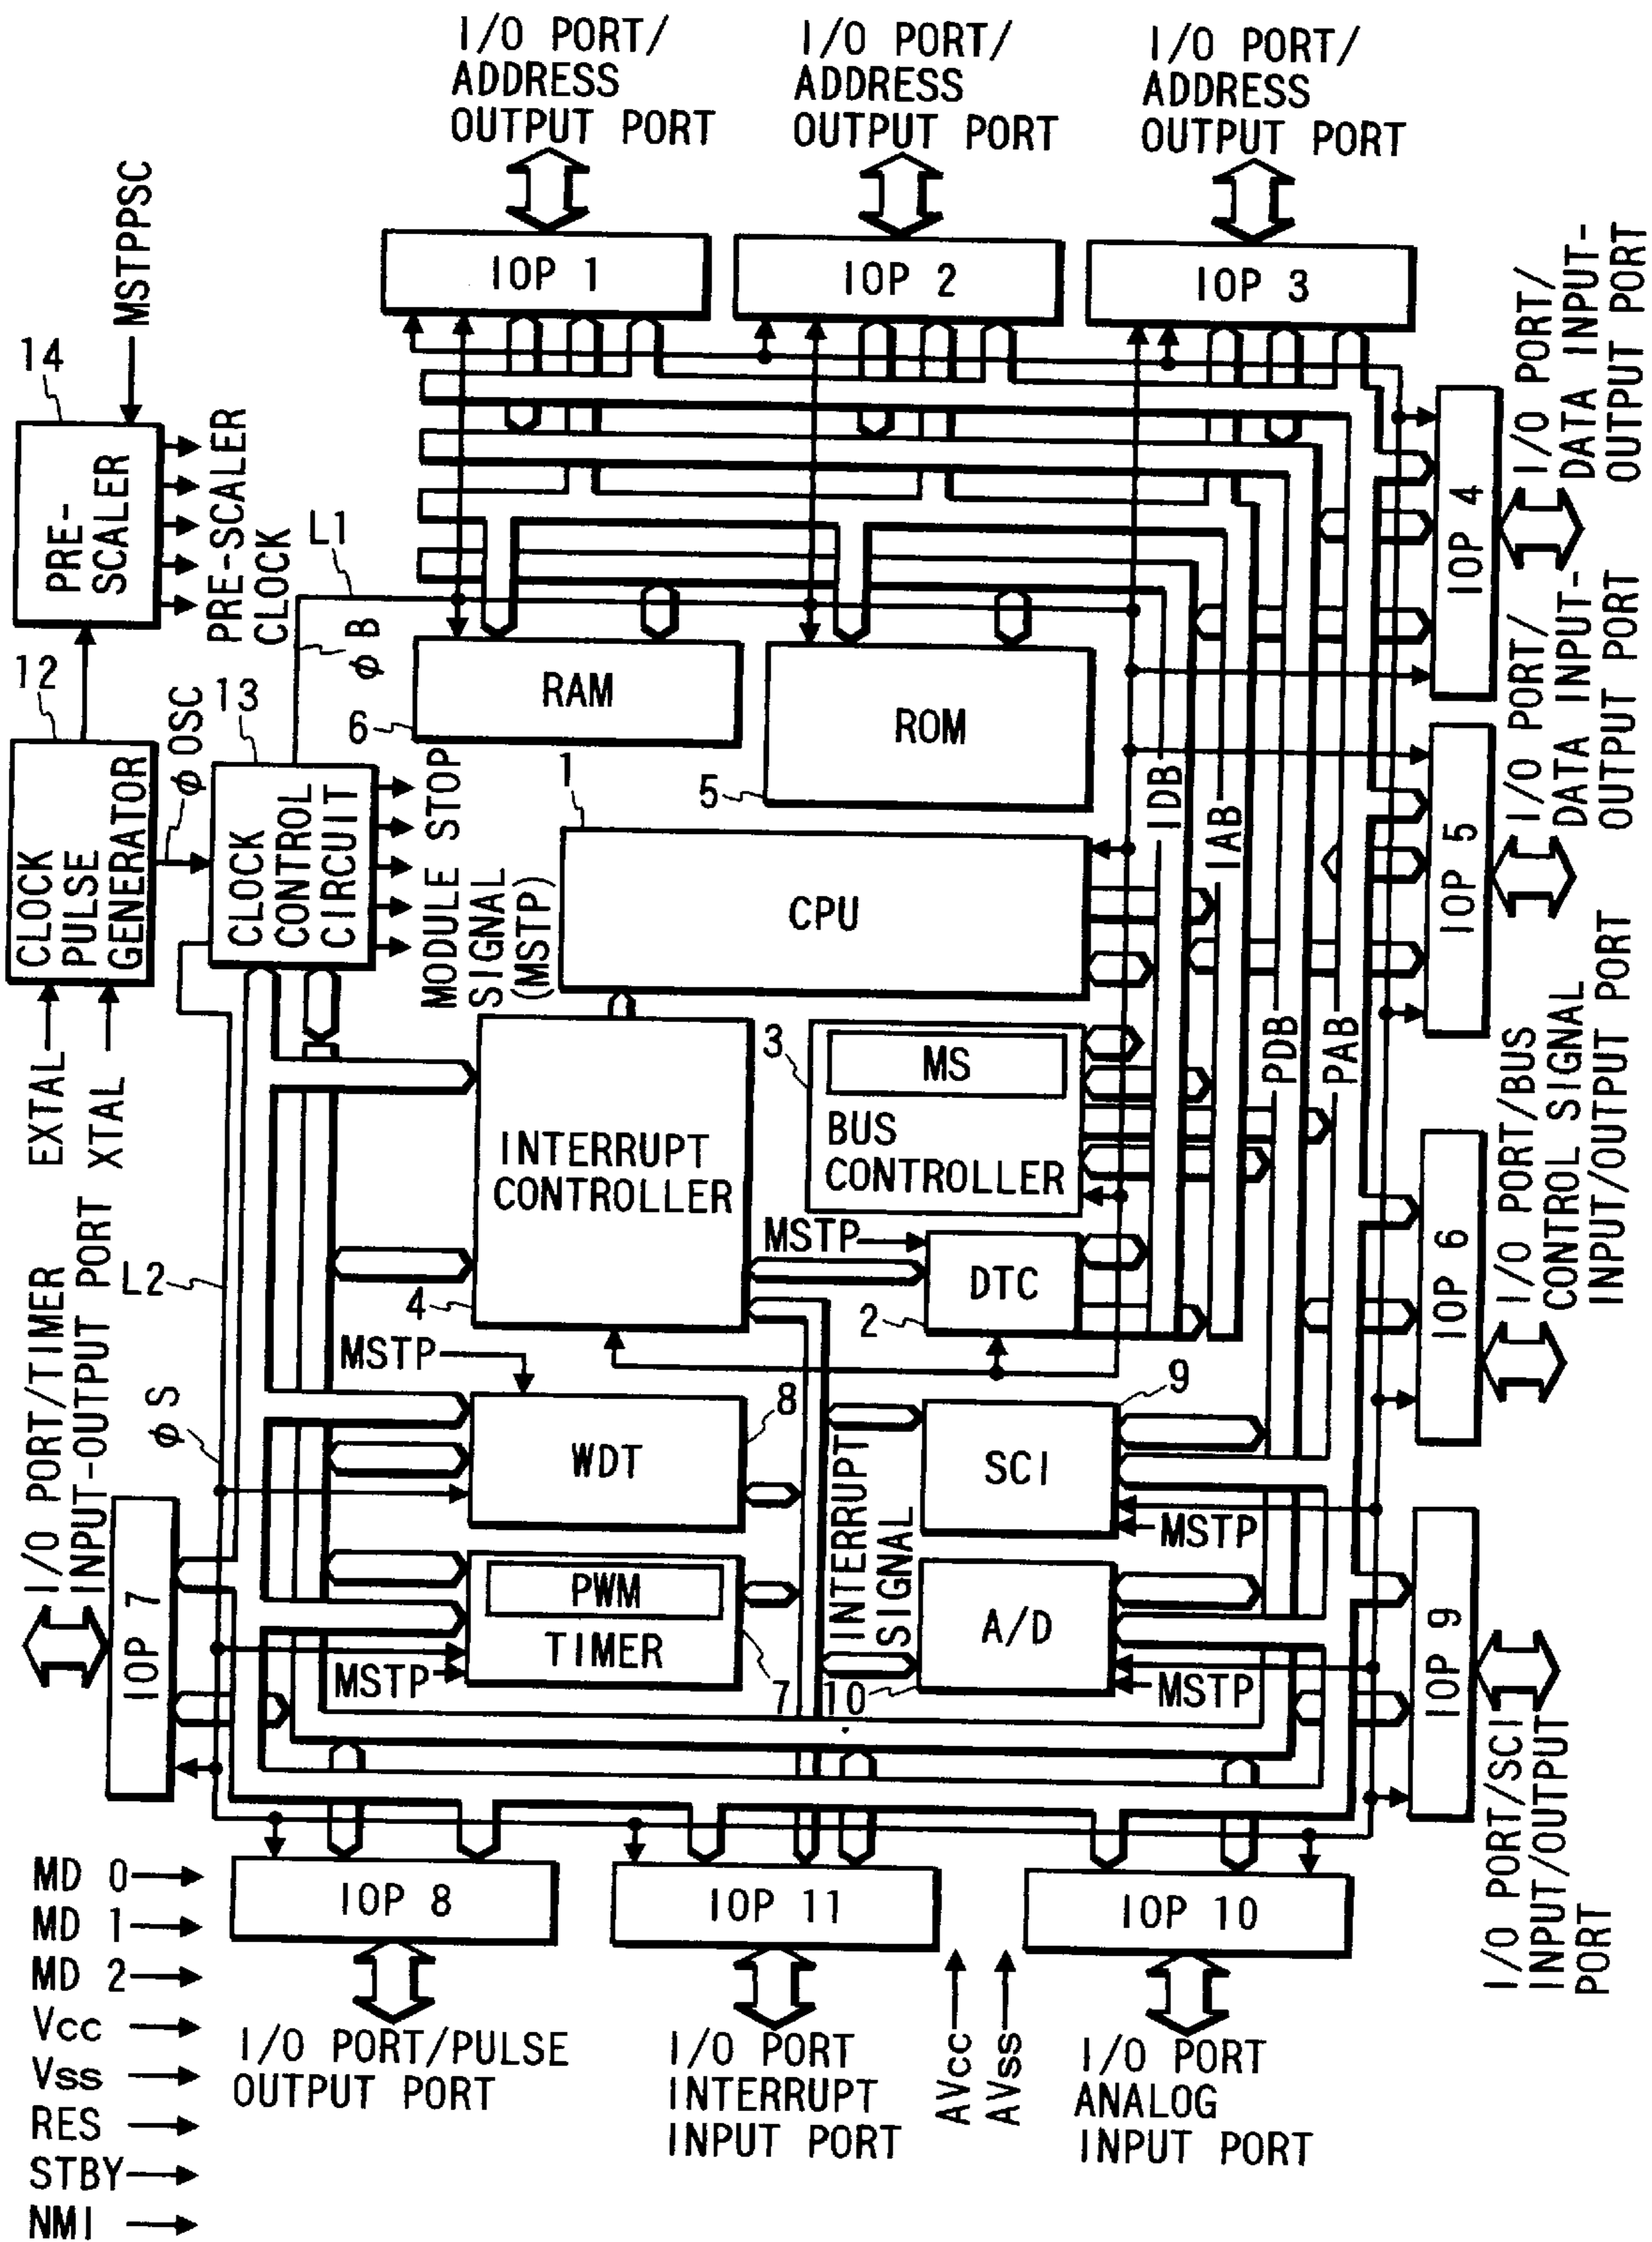 I/O PORT/
ADDRESS
OUTPUT PORT
I/O PORT/
ADDRESS
OUTPUT PORT
I/O PORT/
ADDRESS
OUTPUT PORT
IOP 1
IOP 2
IOP 3
MSTPPSC
14
PRE-
SCALER
PRE-SCALER
CLOCK
L1
φ B
12
CLOCK
PULSE
GENERATOR
φ OSC
13
CLOCK
CONTROL
CIRCUIT
MODULE STOP
SIGNAL
(MSTP)
EXTAL
XTAL
RAM
6
ROM
5
1
CPU
IDB
IAB
PDB
PAB
IOP 4
I/O PORT/
DATA INPUT-
OUTPUT PORT
IOP 5
I/O PORT/
DATA INPUT-
OUTPUT PORT
3
MS
BUS
CONTROLLER
INTERRUPT
CONTROLLER
4
MSTP
DTC
2
IOP 6
I/O PORT/BUS
CONTROL SIGNAL
INPUT/OUTPUT PORT
L2
φ S
I/O PORT/TIMER
INPUT-OUTPUT PORT
IOP 7
MSTP
WDT
8
9
SCI
MSTP
INTERRUPT
SIGNAL
PWM
TIMER
MSTP
7
A/D
10
MSTP
IOP 9
I/O PORT/SCI
INPUT/OUTPUT
PORT
MD 0
MD 1
MD 2
Vcc
Vss
RES
STBY
NMI
IOP 8
IOP 11
IOP 10
I/O PORT/PULSE
OUTPUT PORT
I/O PORT
INTERRUPT
INPUT PORT
AVcc
AVss
I/O PORT
ANALOG
INPUT PORT